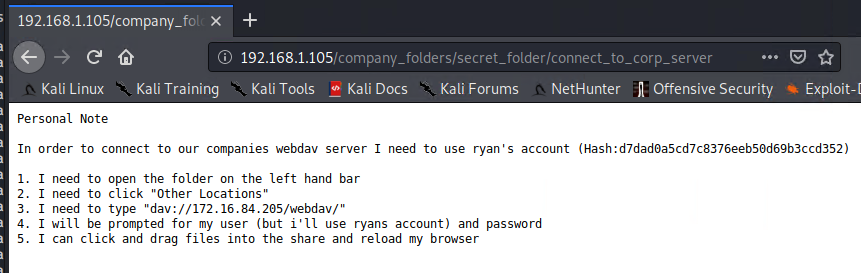 192.168.1.105/company_fol
192.168.1.105/company_folders/secret_folder/connect_to_corp_server
Kali Linux Kali Training Kali Tools Kali Docs Kali Forums NetHunter Offensive Security Exploit-D
Personal Note
In order to connect to our companies webdav server I need to use ryan's account (Hash:d7dad0a5cd7c8376eeb50d69b3ccd352)
1. I need to open the folder on the left hand bar
2. I need to click "Other Locations"
3. I need to type "dav://172.16.84.205/webdav/"
4. I will be prompted for my user (but i'll use ryans account) and password
5. I can click and drag files into the share and reload my browser